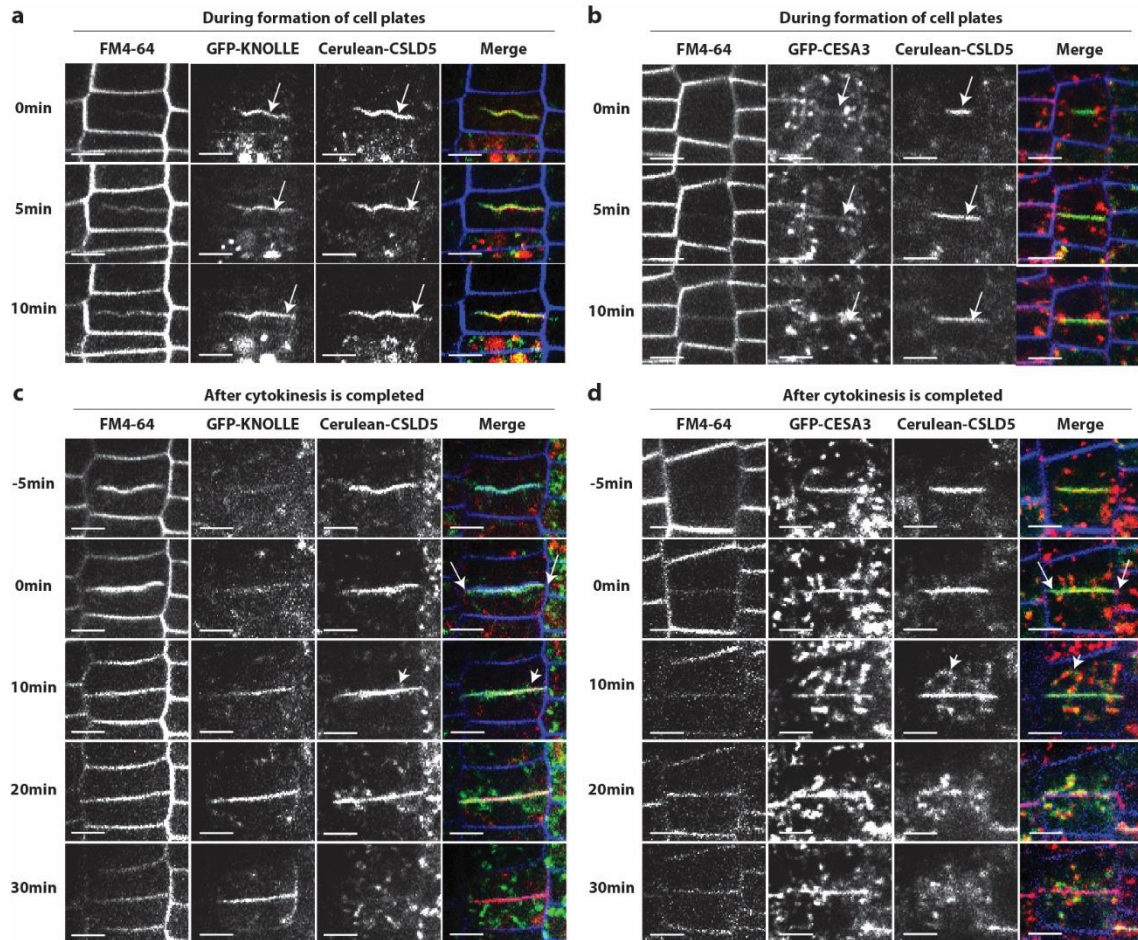 a
During formation of cell plates
FM4-64 GFP-KNOLLE Cerulean-CSLD5 Merge
0min
5min
10min
b
During formation of cell plates
FM4-64 GFP-CESA3 Cerulean-CSLD5 Merge
0min
5min
10min
c
After cytokinesis is completed
FM4-64 GFP-KNOLLE Cerulean-CSLD5 Merge
-5min
0min
10min
20min
30min
d
After cytokinesis is completed
FM4-64 GFP-CESA3 Cerulean-CSLD5 Merge
-5min
0min
10min
20min
30min